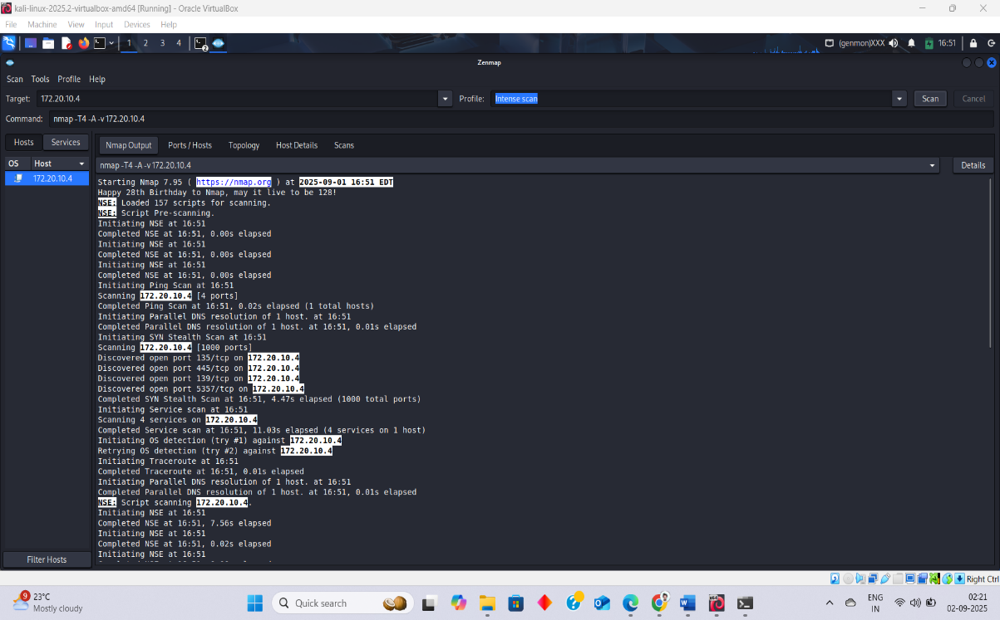 kali-linux-2025.2-virtualbox-amd64 [Running] - Oracle VirtualBox
File Machine View Input Devices Help
1 2 3 4 2 (genmon)XXX 16:51
Zenmap
Scan Tools Profile Help
Target: 172.20.10.4 Profile: Intense scan Scan Cancel
Command: nmap -T4 -A -v 172.20.10.4
Hosts Services Nmap Output Ports / Hosts Topology Host Details Scans
OS Host nmap -T4 -A -v 172.20.10.4 Details
172.20.10.4
Starting Nmap 7.95 ( https://nmap.org ) at 2025-09-01 16:51 EDT
Happy 28th Birthday to Nmap, may it live to be 128!
NSE: Loaded 157 scripts for scanning.
NSE: Script Pre-scanning.
Initiating NSE at 16:51
Completed NSE at 16:51, 0.00s elapsed
Initiating NSE at 16:51
Completed NSE at 16:51, 0.00s elapsed
Initiating NSE at 16:51
Completed NSE at 16:51, 0.00s elapsed
Initiating Ping Scan at 16:51
Scanning 172.20.10.4 [4 ports]
Completed Ping Scan at 16:51, 0.02s elapsed (1 total hosts)
Initiating Parallel DNS resolution of 1 host. at 16:51
Completed Parallel DNS resolution of 1 host. at 16:51, 0.01s elapsed
Initiating SYN Stealth Scan at 16:51
Scanning 172.20.10.4 [1000 ports]
Discovered open port 135/tcp on 172.20.10.4
Discovered open port 445/tcp on 172.20.10.4
Discovered open port 139/tcp on 172.20.10.4
Discovered open port 5357/tcp on 172.20.10.4
Completed SYN Stealth Scan at 16:51, 4.47s elapsed (1000 total ports)
Initiating Service scan at 16:51
Scanning 4 services on 172.20.10.4
Completed Service scan at 16:51, 11.03s elapsed (4 services on 1 host)
Initiating OS detection (try #1) against 172.20.10.4
Retrying OS detection (try #2) against 172.20.10.4
Initiating Traceroute at 16:51
Completed Traceroute at 16:51, 0.01s elapsed
Initiating Parallel DNS resolution of 1 host. at 16:51
Completed Parallel DNS resolution of 1 host. at 16:51, 0.01s elapsed
NSE: Script scanning 172.20.10.4.
Initiating NSE at 16:51
Completed NSE at 16:51, 7.56s elapsed
Initiating NSE at 16:51
Completed NSE at 16:51, 0.02s elapsed
Initiating NSE at 16:51
Filter Hosts
Right Ctrl
9 23°C
Mostly cloudy
Quick search
ENG
IN
02:21
02-09-2025